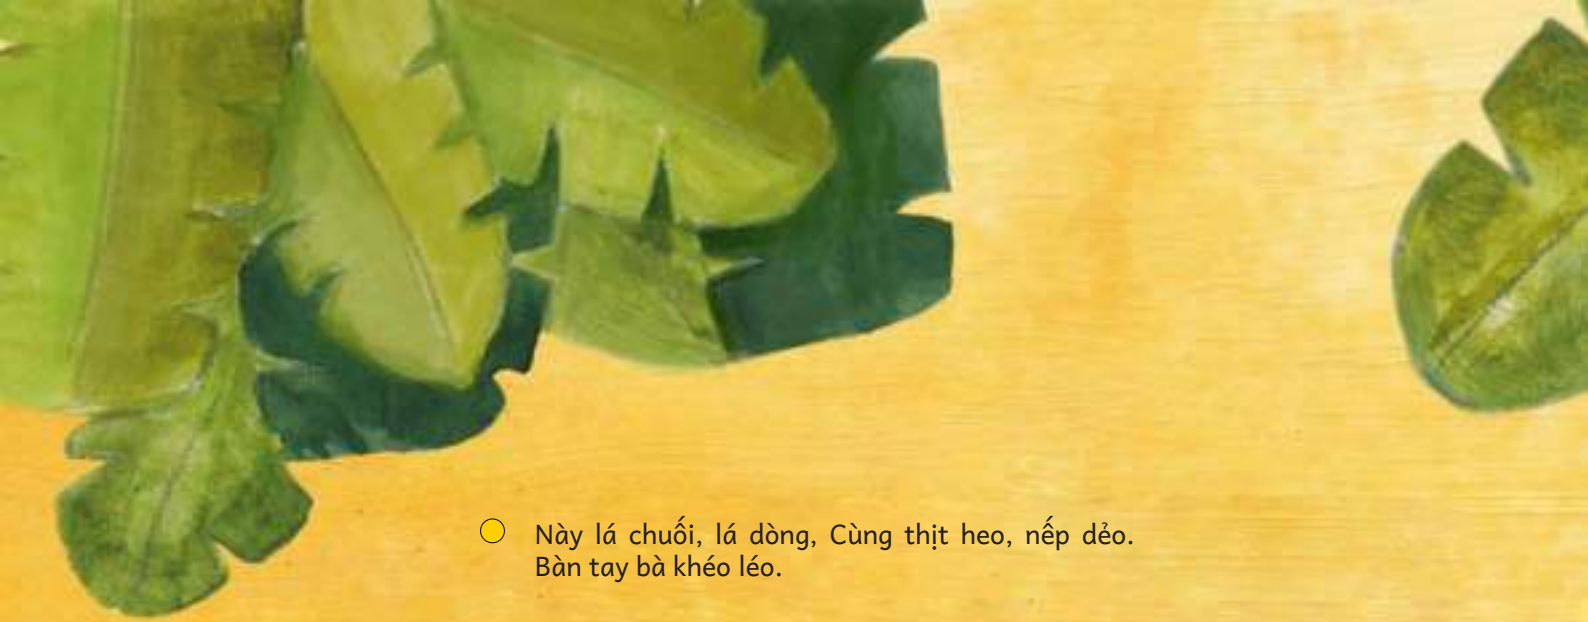 Này lá chuối, lá dòng, Cùng thịt heo, nếp dẻo.
Bàn tay bà khéo léo.